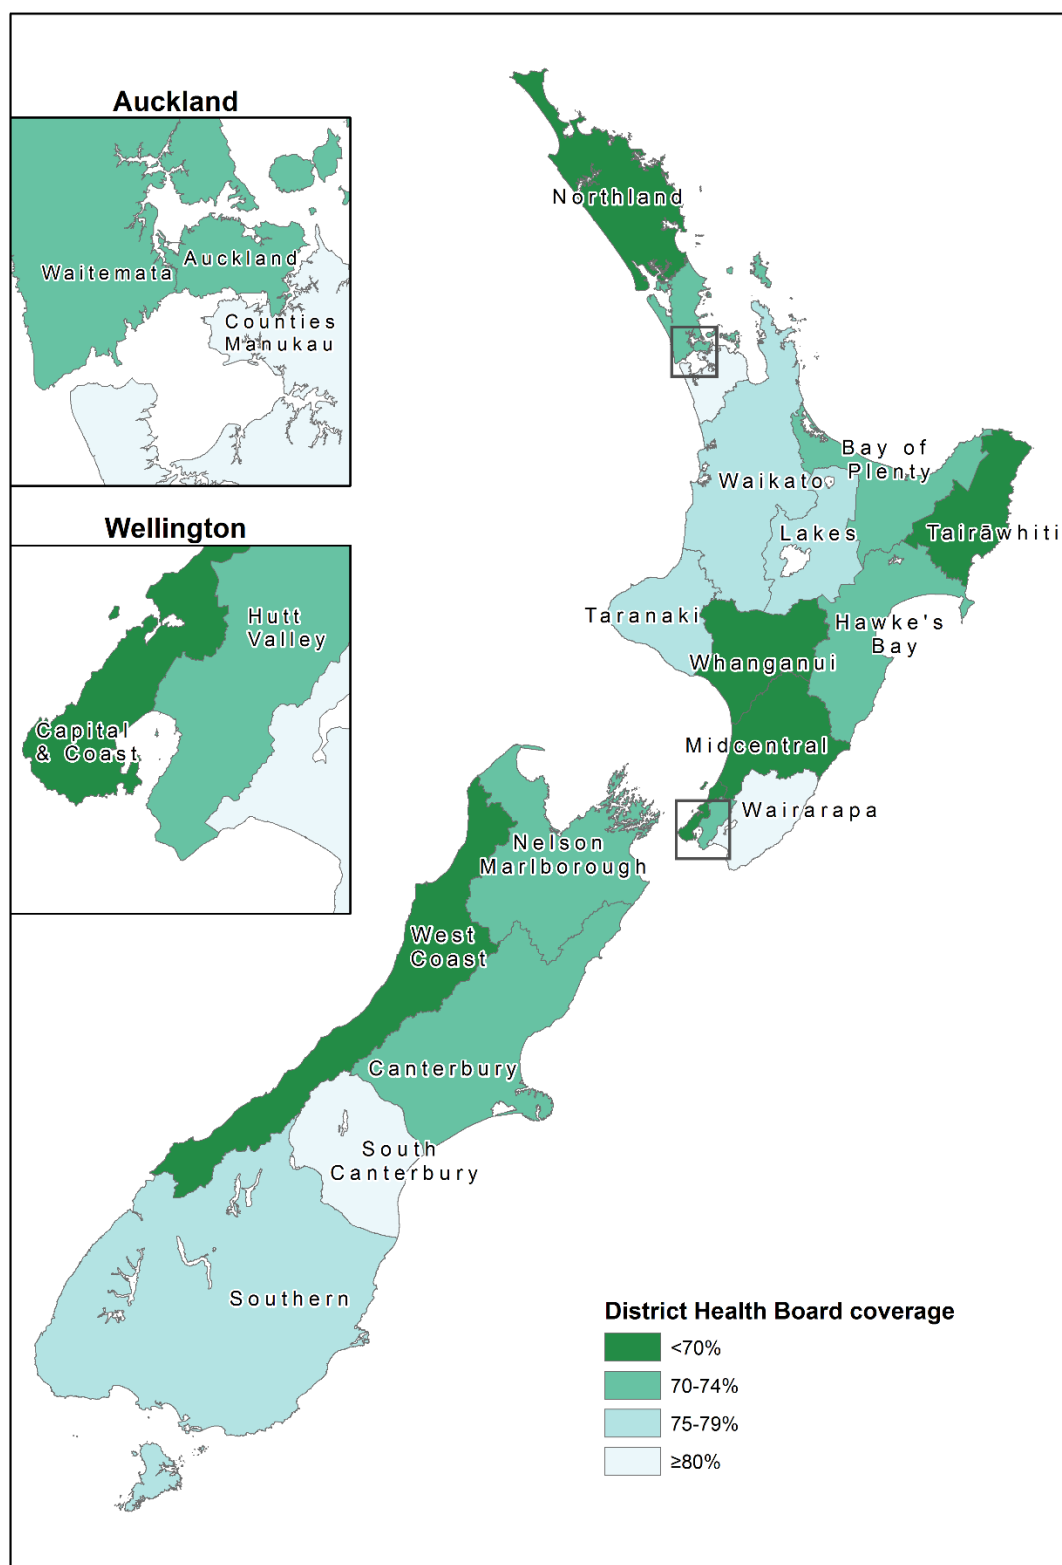 Auckland
Waitemata
Auckland
Counties
Manukau
Wellington
Hutt
Valley
Capital
& Coast
Northland
Bay of
Plenty
Waikato
Lakes
Tairāwhiti
Taranaki
Hawke's
Bay
Whanganui
Midcentral
Wairarapa
Nelson
Marlborough
West
Coast
Canterbury
South
Canterbury
Southern
District Health Board coverage
<70%
70-74%
75-79%
≥80%